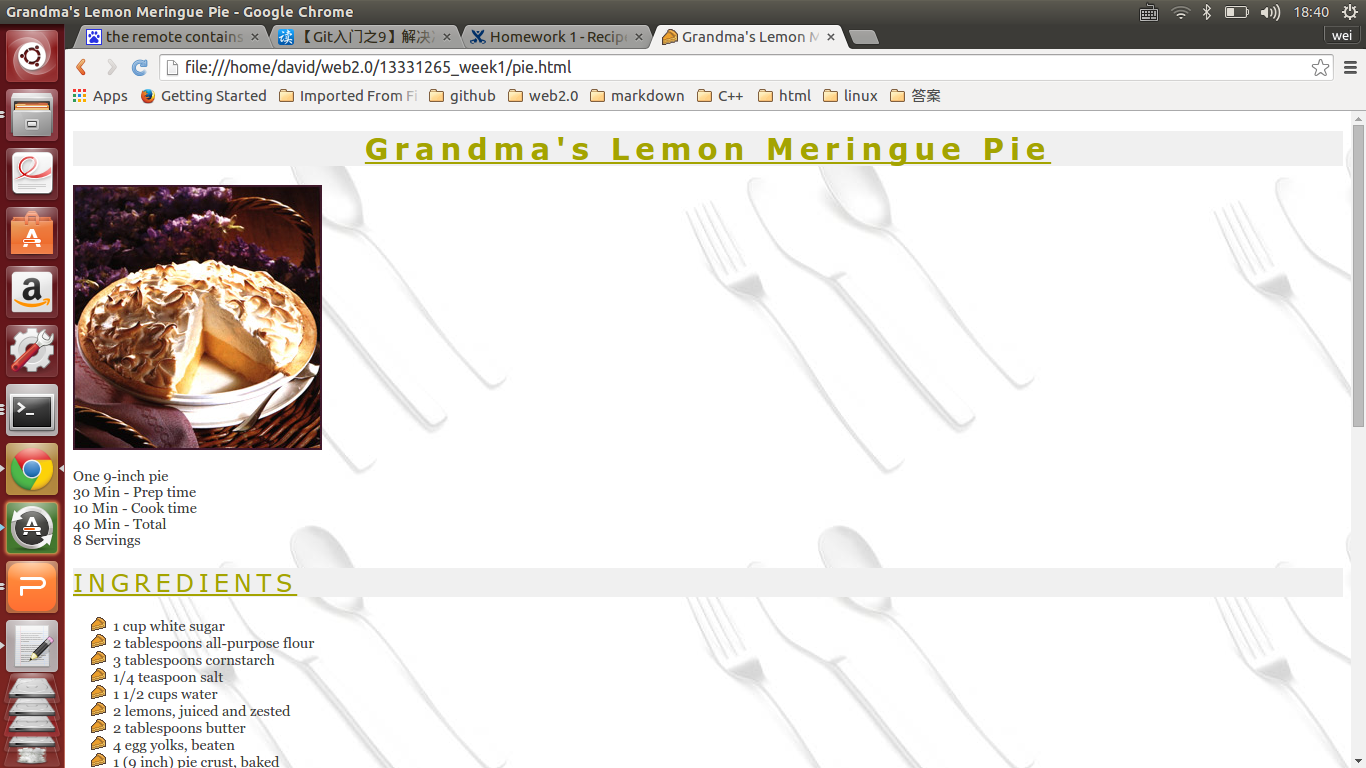 Grandma's Lemon Meringue Pie - Google Chrome
18:40
the remote contains
【Git入门之9】解决
Homework 1 - Recip
Grandma's Lemon M
wei
file:///home/david/web2.0/13331265_week1/pie.html
Apps
Getting Started
Imported From Fi
github
web2.0
markdown
C++
html
linux
答案
Grandma's Lemon Meringue Pie
One 9-inch pie
30 Min - Prep time
10 Min - Cook time
40 Min - Total
8 Servings
INGREDIENTS
1 cup white sugar
2 tablespoons all-purpose flour
3 tablespoons cornstarch
1/4 teaspoon salt
1 1/2 cups water
2 lemons, juiced and zested
2 tablespoons butter
4 egg yolks, beaten
1 (9 inch) pie crust, baked